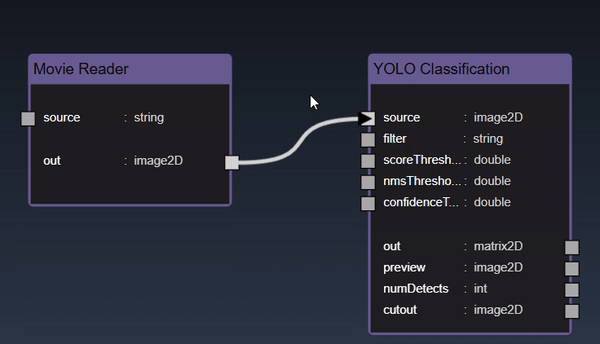 Movie Reader
source : string
out : image2D
YOLO Classification
source : image2D
filter : string
scoreThresh... : double
nmsThresho... : double
confidenceT... : double
out : matrix2D
preview : image2D
numDetects : int
cutout : image2D